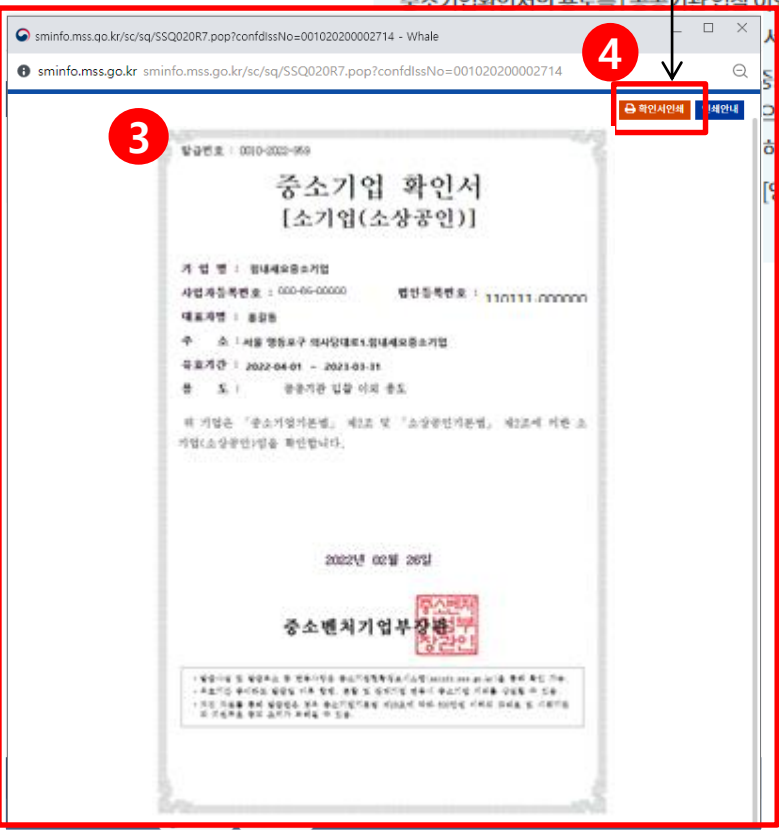 sminfo.mss.go.kr/sc/sq/SSQ020R7.pop?confdIssNo=001020200002714 - Whale
sminfo.mss.go.kr sminfo.mss.go.kr/sc/sq/SSQ020R7.pop?confdIssNo=001020200002714
4
확인서인쇄 인쇄안내
3
발급번호 : 0010-2022-959
중소기업 확인서
[소기업(소상공인)]
기 업 명 : 힘내세요중소기업
사업자등록번호 : 000-06-00000 법인등록번호 : 110111-000000
대표자명 : 홍길동
주 소 : 서울 영등포구 의사당대로1,힘내세요중소기업
유효기간 : 2022-04-01 ~ 2023-03-31
용 도 : 공공기관 입찰 이외 용도
위 기업은 「중소기업기본법」 제2조 및 「소상공인기본법」 제2조에 의한 소
기업(소상공인)임을 확인합니다.
2022년 02월 26일
중소벤처기업부장관